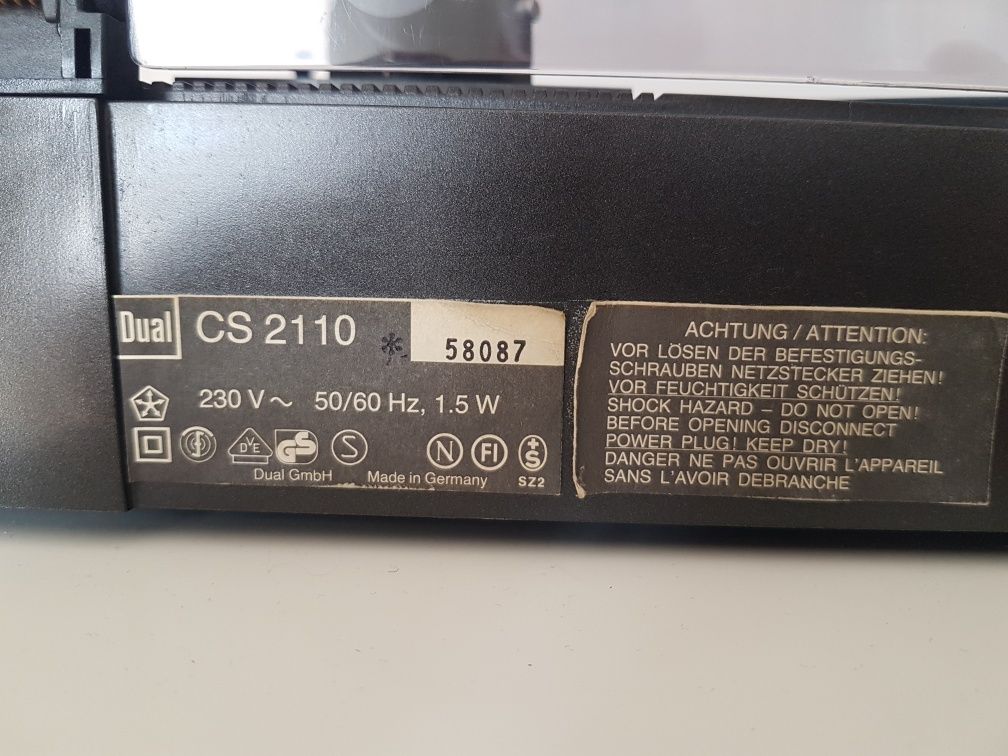 Dual CS 2110 * 58087
230 V ~ 50/60 Hz, 1.5 W
D V E GS S N FI +S
Dual GmbH Made in Germany SZ2
ACHTUNG / ATTENTION:
VOR LÖSEN DER BEFESTIGUNGS-
SCHRAUBEN NETZSTECKER ZIEHEN!
VOR FEUCHTIGKEIT SCHÜTZEN!
SHOCK HAZARD – DO NOT OPEN!
BEFORE OPENING DISCONNECT
POWER PLUG! KEEP DRY!
DANGER NE PAS OUVRIR L'APPAREIL
SANS L'AVOIR DEBRANCHE